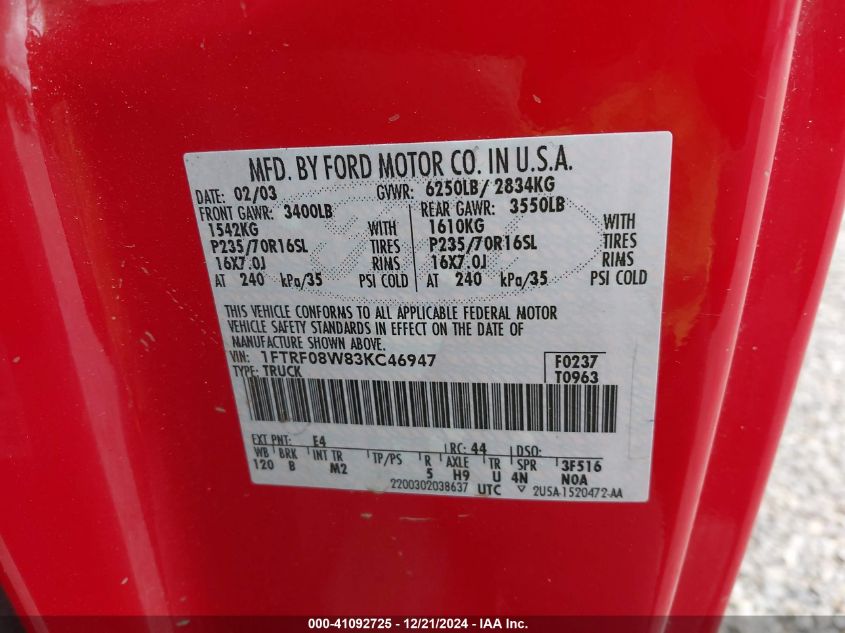 MFD. BY FORD MOTOR CO. IN U.S.A.
DATE: 02/03 GVWR: 6250LB/ 2834KG
FRONT GAWR: 3400LB REAR GAWR: 3550LB
1542KG WITH 1610KG WITH
P235/70R16SL TIRES P235/70R16SL TIRES
16X7.0J RIMS 16X7.0J RIMS
AT 240 kPa/35 PSI COLD AT 240 kPa/35 PSI COLD
THIS VEHICLE CONFORMS TO ALL APPLICABLE FEDERAL MOTOR
VEHICLE SAFETY STANDARDS IN EFFECT ON THE DATE OF
MANUFACTURE SHOWN ABOVE.
VIN: 1FTRF08W83KC46947 F0237
TYPE: TRUCK T0963
EXT PNT: E4 RC: 44 DSO:
WB BRK INT TR TP/PS R AXLE TR SPR 3F516
120 B M2 5 H9 U 4N NOA
2200302038637 UTC ▽ 2U5A-1520472-AA
000-41092725 - 12/21/2024 - IAA Inc.